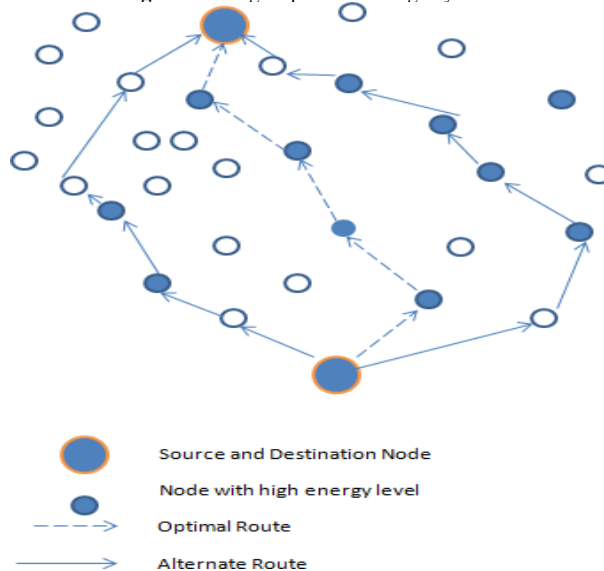 Source and Destination Node
Node with high energy level
Optimal Route
Alternate Route